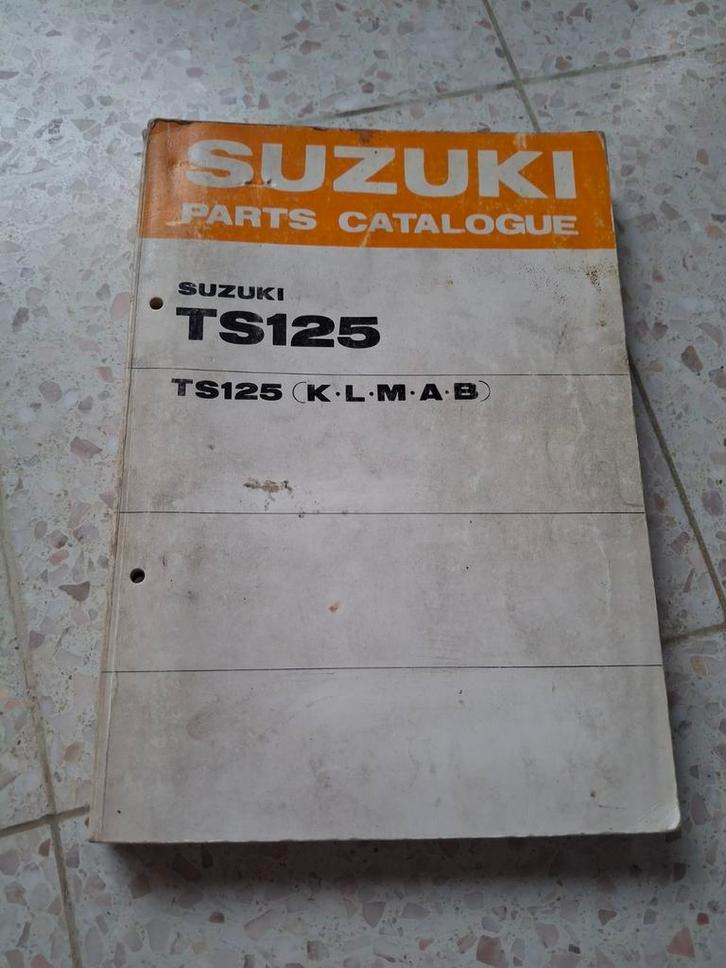 SUZUKI
PARTS CATALOGUE
SUZUKI
TS125
TS125 (K·L·M·A·B)